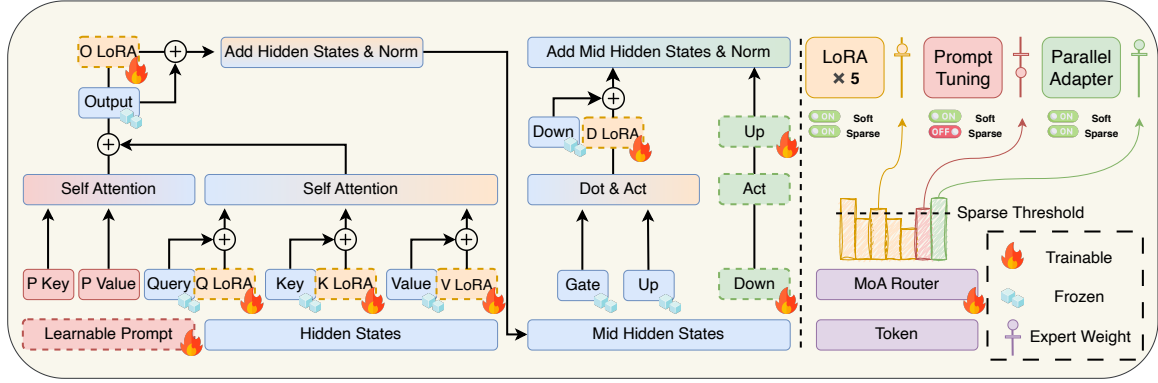 O LoRA
Add Hidden States & Norm
Output
Self Attention
Self Attention
P Key
P Value
Query
Q LoRA
Key
K LoRA
Value
V LoRA
Learnable Prompt
Hidden States
Add Mid Hidden States & Norm
Down
D LoRA
Up
Dot & Act
Act
Gate
Up
Down
Mid Hidden States
LoRA
× 5
Prompt
Tuning
Parallel
Adapter
ON Soft
ON Sparse
ON Soft
OFF Sparse
ON Soft
ON Sparse
Sparse Threshold
MoA Router
Token
Trainable
Frozen
Expert Weight